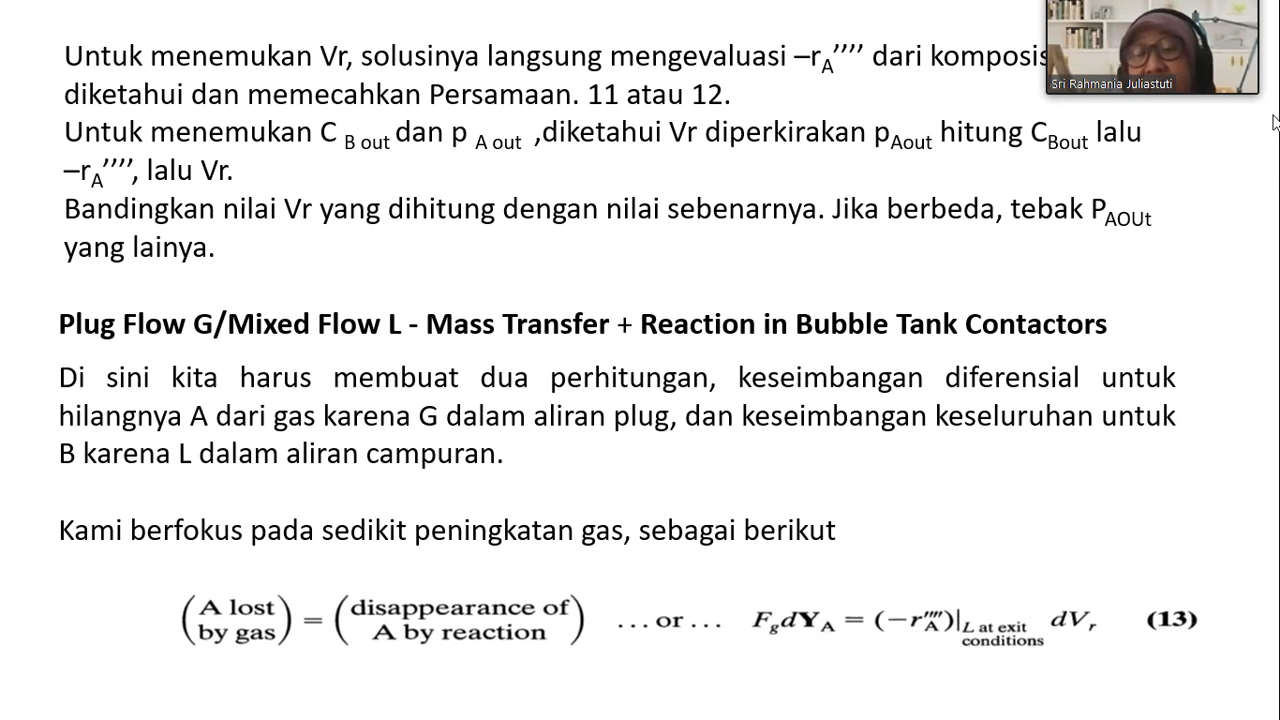 Untuk menemukan Vr, solusinya langsung mengevaluasi –rA’’’’ dari komposis
diketahui dan memecahkan Persamaan. 11 atau 12.
Untuk menemukan C B out dan p A out ,diketahui Vr diperkirakan pAout hitung CBout lalu
–rA’’’’, lalu Vr.
Bandingkan nilai Vr yang dihitung dengan nilai sebenarnya. Jika berbeda, tebak PAOUt
yang lainya.
Sri Rahmania Juliastuti
Plug Flow G/Mixed Flow L - Mass Transfer + Reaction in Bubble Tank Contactors
Di sini kita harus membuat dua perhitungan, keseimbangan diferensial untuk
hilangnya A dari gas karena G dalam aliran plug, dan keseimbangan keseluruhan untuk
B karena L dalam aliran campuran.
Kami berfokus pada sedikit peningkatan gas, sebagai berikut
(A lost by gas) = (disappearance of A by reaction) ...or... FgdYA = (−rA'''')|L at exit conditions dVr (13)